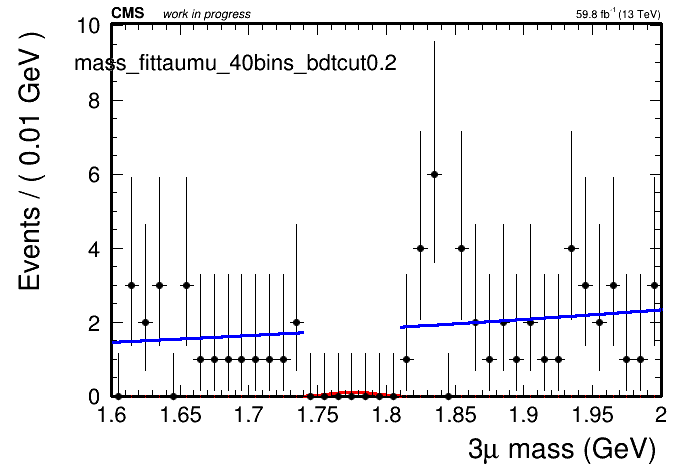 CMS work in progress 59.8 fb⁻¹ (13 TeV)
mass_fittaumu_40bins_bdtcut0.2
Events / ( 0.01 GeV )
10
8
6
4
2
0
1.6 1.65 1.7 1.75 1.8 1.85 1.9 1.95 2
3μ mass (GeV)